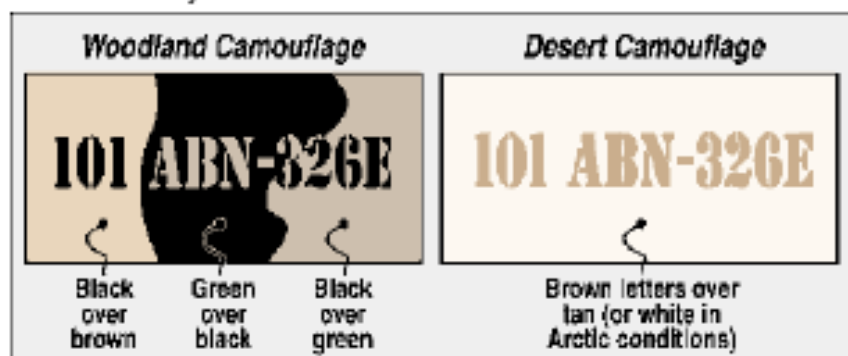 Woodland Camouflage
101 ABN-326E
Black
over
brown
Green
over
black
Black
over
green
Desert Camouflage
101 ABN-326E
Brown letters over
tan (or white in
Arctic conditions)